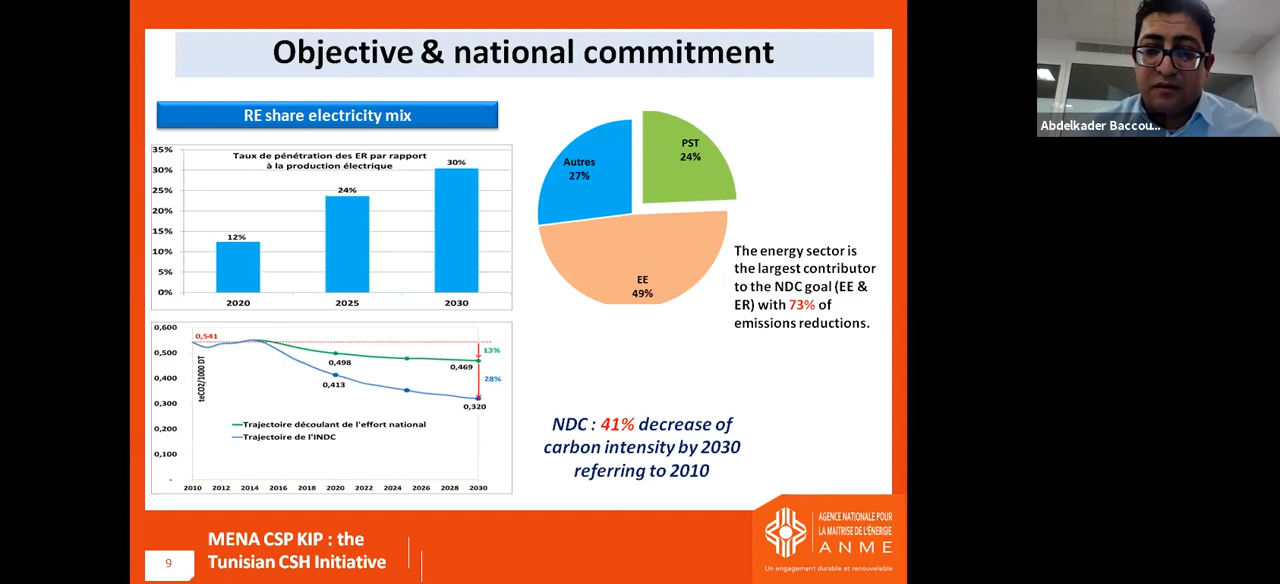 Objective & national commitment
RE share electricity mix
Taux de pénétration des ER par rapport
à la production électrique
35%
30%
25%
20%
15%
10%
5%
0%
12%
24%
30%
2020
2025
2030
0,600
0,500
0,400
0,300
0,200
0,100
-
teCO2/1000 DT
0,541
0,498
0,413
0,469
0,320
13%
28%
Trajectoire découlant de l'effort national
Trajectoire de l'INDC
2010 2012 2014 2016 2018 2020 2022 2024 2026 2028 2030
Autres
27%
PST
24%
EE
49%
The energy sector is
the largest contributor
to the NDC goal (EE &
ER) with 73% of
emissions reductions.
NDC : 41% decrease of
carbon intensity by 2030
referring to 2010
9
MENA CSP KIP : the
Tunisian CSH Initiative
AGENCE NATIONALE POUR
LA MAITRISE DE L'ÉNERGIE
ANME
Un engagement durable et renouvelable
Abdelkader Baccou...